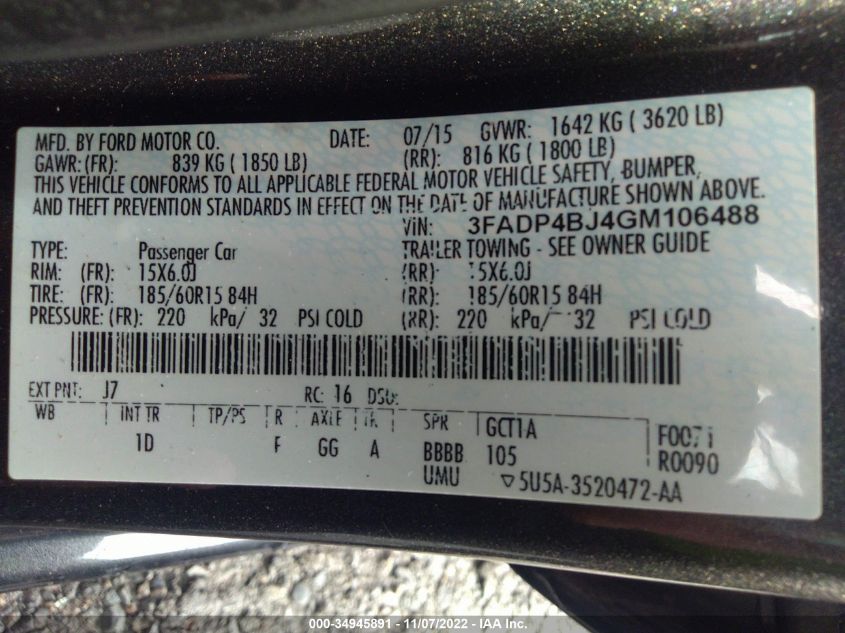 MFD. BY FORD MOTOR CO. DATE: 07/15 GVWR: 1642 KG ( 3620 LB)
GAWR: (FR): 839 KG ( 1850 LB) (RR): 816 KG ( 1800 LB)
THIS VEHICLE CONFORMS TO ALL APPLICABLE FEDERAL MOTOR VEHICLE SAFETY, BUMPER,
AND THEFT PREVENTION STANDARDS IN EFFECT ON THE DATE OF MANUFACTURE SHOWN ABOVE.
VIN: 3FADP4BJ4GM106488
TYPE: Passenger Car TRAILER TOWING - SEE OWNER GUIDE
RIM: (FR): 15X6.0J (RR): 15X6.0J
TIRE: (FR): 185/60R15 84H (RR): 185/60R15 84H
PRESSURE: (FR): 220 kPa/ 32 PSI COLD (RR): 220 kPa/ 32 PSI COLD
EXT PNT: J7 RC: 16 DSO:
WB INT TR TP/PS R AXLE TR SPR GCT1A F0071
1D F GG A BBBB 105 R0090
UMU ▽5U5A-3520472-AA
000-34945891 - 11/07/2022 - IAA Inc.